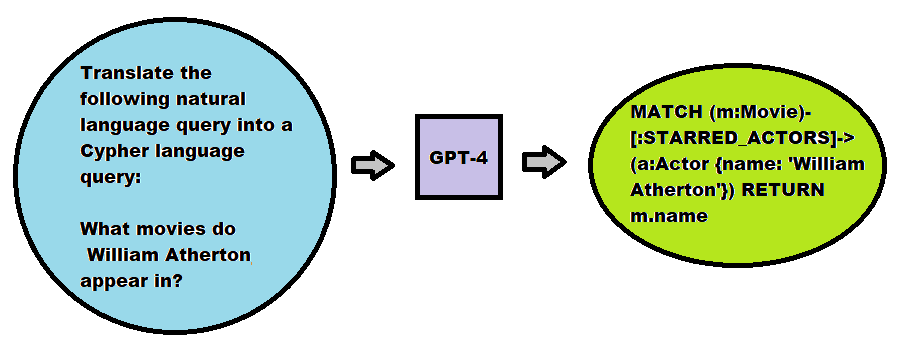 Translate the
following natural
language query into a
Cypher language
query:
What movies do
William Atherton
appear in?
GPT-4
MATCH (m:Movie)-
[:STARRED_ACTORS]->
(a:Actor {name: 'William
Atherton'}) RETURN
m.name